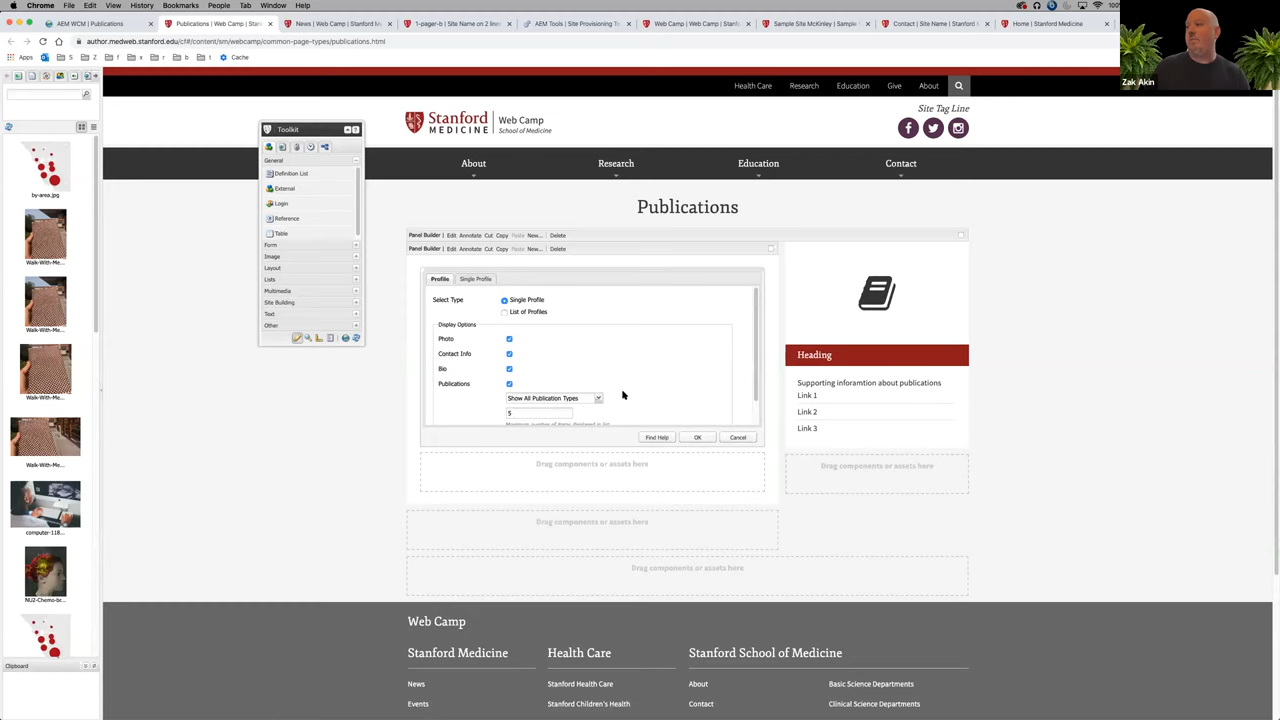 Chrome File Edit View History Bookmarks People Tab Window Help
AEM WCM | Publications
Publications | Web Camp | Stan
News | Web Camp | Stanford M
1-pager-b | Site Name on 2 lines
AEM Tools | Site Provisioning T
Web Camp | Web Camp | Stanf
Sample Site McKinley | Sample
Contact | Site Name | Stanford M
Home | Stanford Medicine
100%
author.medweb.stanford.edu/cf#/content/sm/webcamp/common-page-types/publications.html
Apps S Z f x r b t Cache
Zak Akin
Health Care Research Education Give About
Stanford
MEDICINE
Web Camp
School of Medicine
Site Tag Line
About Research Education Contact
Toolkit
General
Definition List
External
Login
Reference
Table
Form
Image
Layout
Lists
Multimedia
Site Building
Text
Other
by-area.jpg
Walk-With-Me...
Walk-With-Me...
Walk-With-Me...
Walk-With-Me...
computer-118...
NU2-Chemo-bc...
Clipboard
Publications
Panel Builder | Edit Annotate Cut Copy Paste New... Delete
Panel Builder | Edit Annotate Cut Copy Paste New... Delete
Profile Single Profile
Select Type Single Profile
List of Profiles
Display Options
Photo
Contact Info
Bio
Publications
Show All Publication Types
5
Maximum number of items displayed in list
Find Help OK Cancel
Drag components or assets here
Drag components or assets here
Drag components or assets here
Heading
Supporting inforamtion about publications
Link 1
Link 2
Link 3
Drag components or assets here
Web Camp
Stanford Medicine Health Care Stanford School of Medicine
News Stanford Health Care About Basic Science Departments
Events Stanford Children's Health Contact Clinical Science Departments